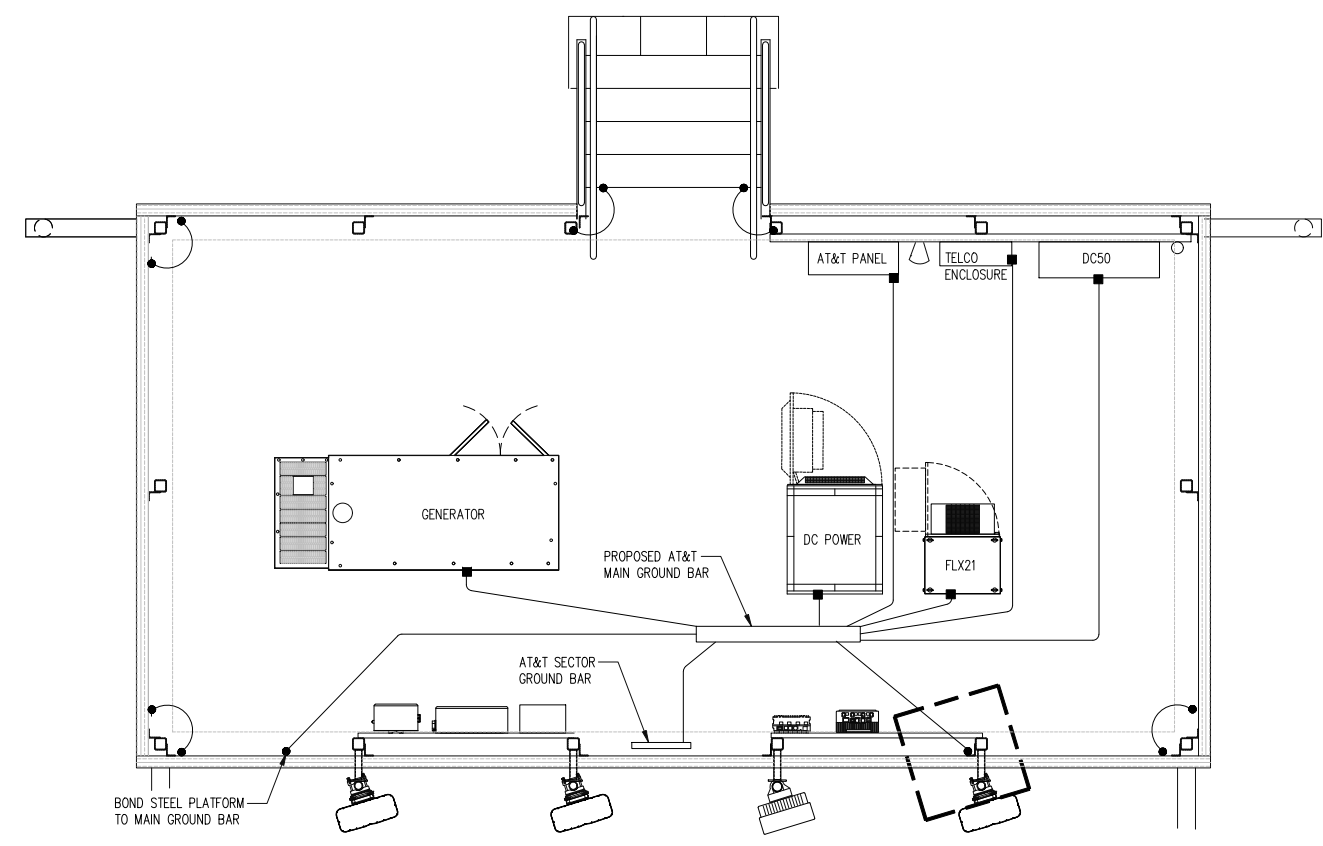 AT&T PANEL
TELCO
ENCLOSURE
DC50
GENERATOR
DC POWER
FLX21
PROPOSED AT&T
MAIN GROUND BAR
AT&T SECTOR
GROUND BAR
BOND STEEL PLATFORM
TO MAIN GROUND BAR